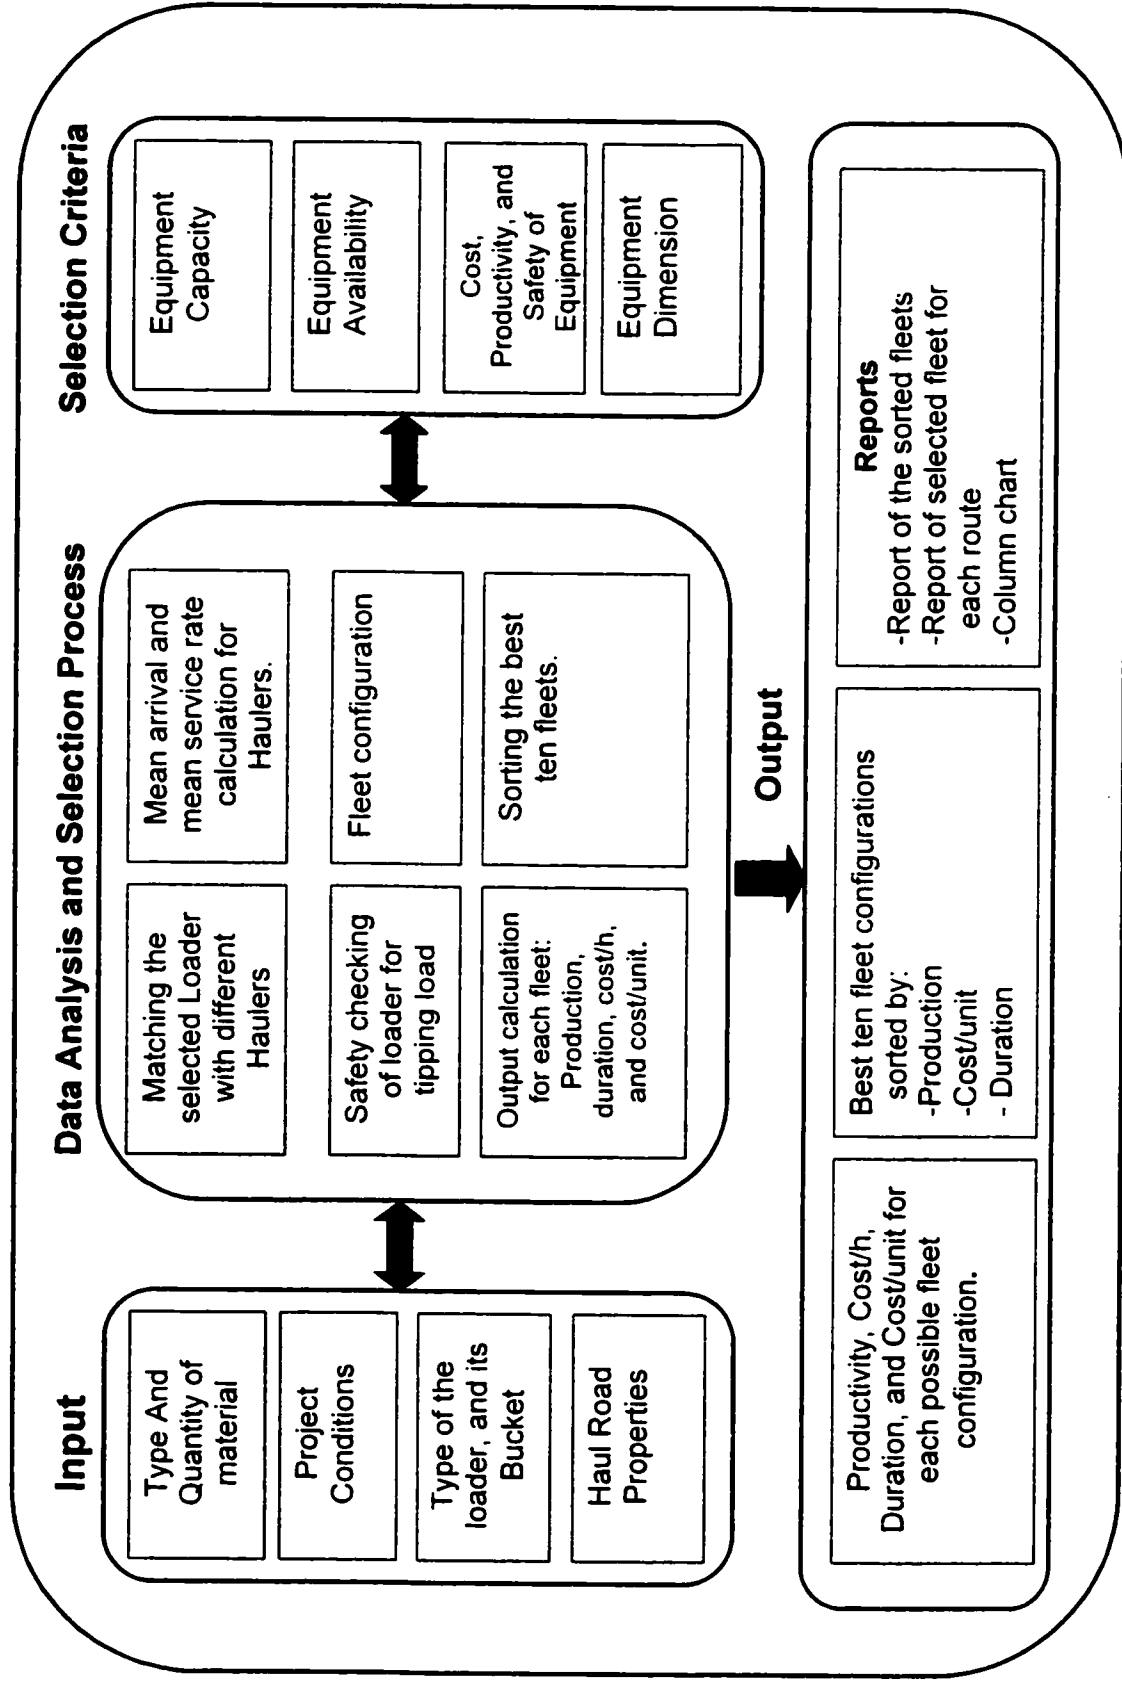 Input
Type And
Quantity of
material
Project
Conditions
Type of the
loader, and its
Bucket
Haul Road
Properties
Data Analysis and Selection Process
Matching the
selected Loader
with different
Haulers
Mean arrival and
mean service rate
calculation for
Haulers.
Safety checking
of loader for
tipping load
Fleet configuration
Output calculation
for each fleet:
Production,
duration, cost/h,
and cost/unit.
Sorting the best
ten fleets.
Selection Criteria
Equipment
Capacity
Equipment
Availability
Cost,
Productivity, and
Safety of
Equipment
Equipment
Dimension
Output
Productivity, Cost/h,
Duration, and Cost/unit for
each possible fleet
configuration.
Best ten fleet configurations
sorted by:
-Production
-Cost/unit
- Duration
Reports
-Report of the sorted fleets
-Report of selected fleet for
each route
-Column chart